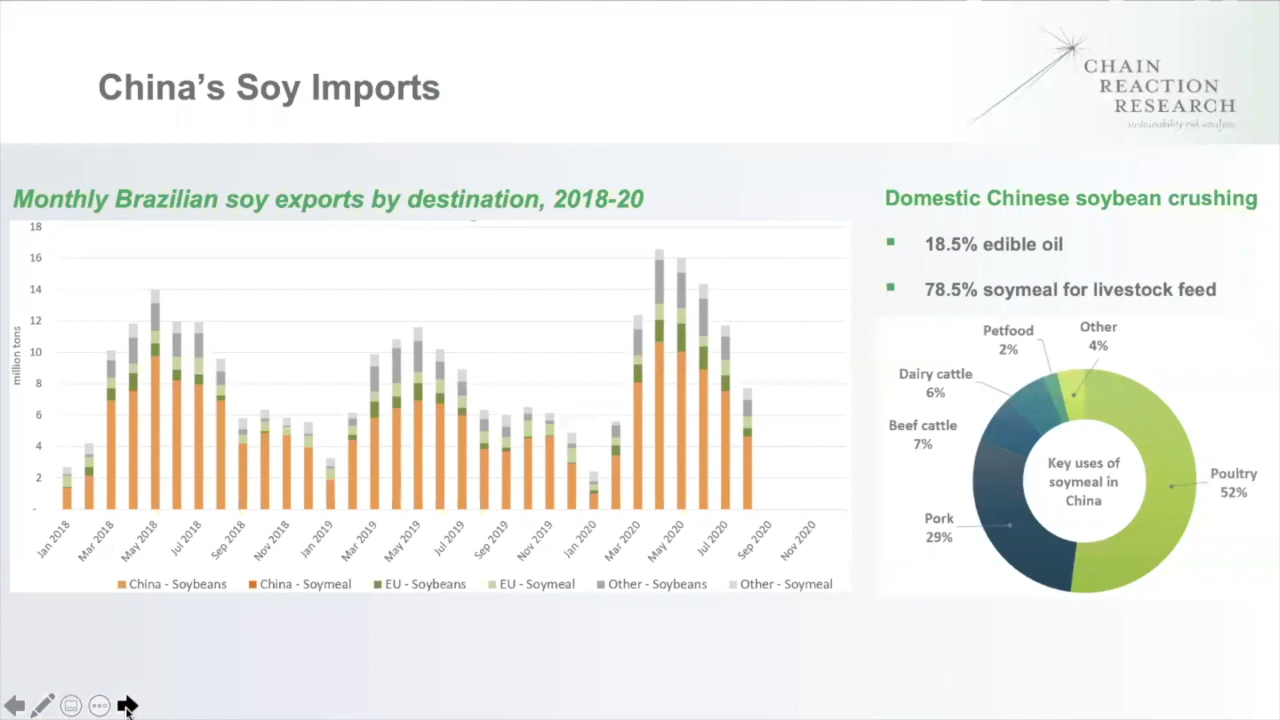 China's Soy Imports
CHAIN
REACTION
RESEARCH
sustainability risk analysis
Monthly Brazilian soy exports by destination, 2018-20
18
16
14
12
10
8
6
4
2
-
million tons
Jan 2018
Mar 2018
May 2018
Jul 2018
Sep 2018
Nov 2018
Jan 2019
Mar 2019
May 2019
Jul 2019
Sep 2019
Nov 2019
Jan 2020
Mar 2020
May 2020
Jul 2020
Sep 2020
Nov 2020
China - Soybeans
China - Soymeal
EU - Soybeans
EU - Soymeal
Other - Soybeans
Other - Soymeal
Domestic Chinese soybean crushing
18.5% edible oil
78.5% soymeal for livestock feed
Petfood
2%
Other
4%
Dairy cattle
6%
Beef cattle
7%
Key uses of
soymeal in
China
Poultry
52%
Pork
29%